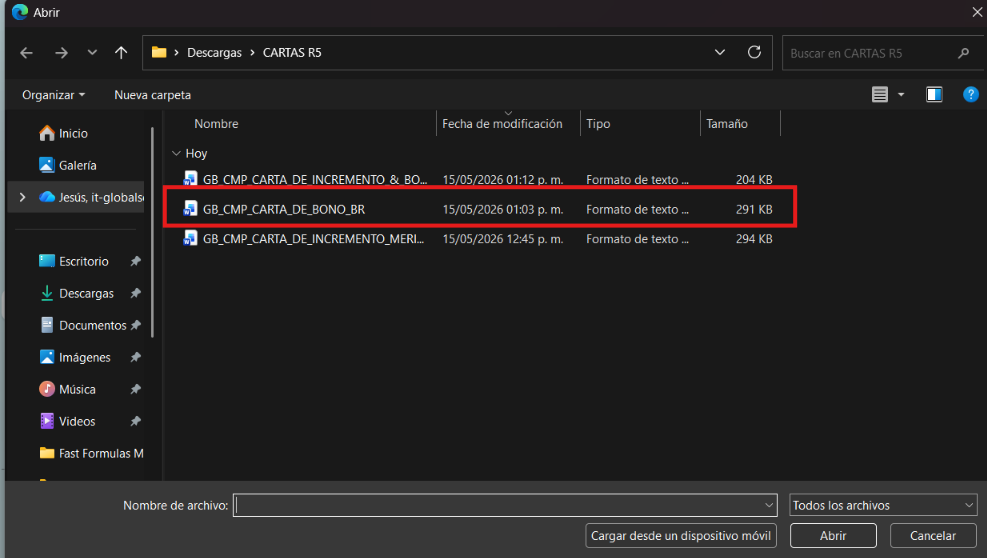 Abrir
Descargas > CARTAS R5
Buscar en CARTAS R5
Organizar Nueva carpeta
Nombre Fecha de modificación Tipo Tamaño
Inicio
Galería
Jesús, it-globals
Escritorio
Descargas
Documentos
Imágenes
Música
Videos
Fast Formulas M
Hoy
GB_CMP_CARTA_DE_INCREMENTO_&_BO... 15/05/2026 01:12 p. m. Formato de texto ... 204 KB
GB_CMP_CARTA_DE_BONO_BR 15/05/2026 01:03 p. m. Formato de texto ... 291 KB
GB_CMP_CARTA_DE_INCREMENTO_MERI... 15/05/2026 12:45 p. m. Formato de texto ... 294 KB
Nombre de archivo: Todos los archivos
Cargar desde un dispositivo móvil Abrir Cancelar